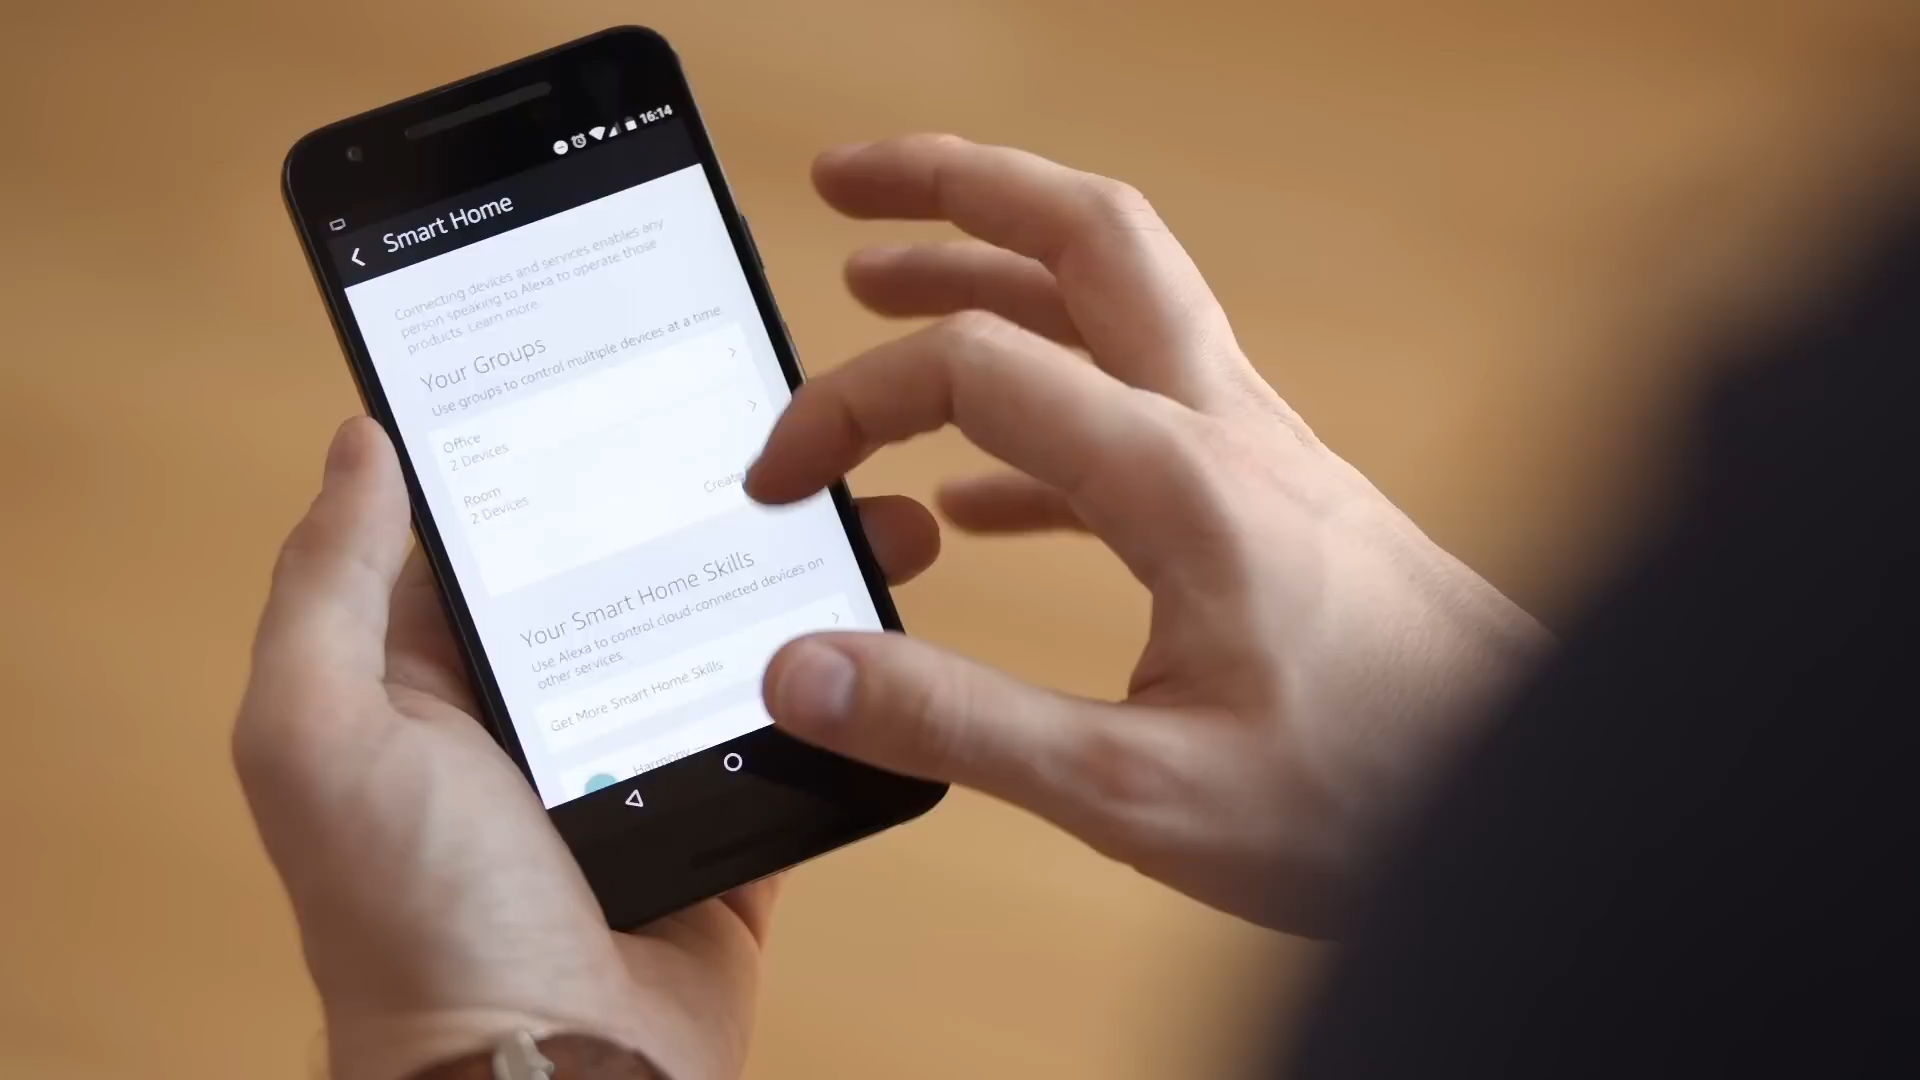 16:14
Smart Home
Connecting devices and services enables any
person speaking to Alexa to operate those
products. Learn more.
Your Groups
Use groups to control multiple devices at a time.
Office
2 Devices
Room
2 Devices
Create
Your Smart Home Skills
Use Alexa to control cloud-connected devices on
other services.
Get More Smart Home Skills
Harmony